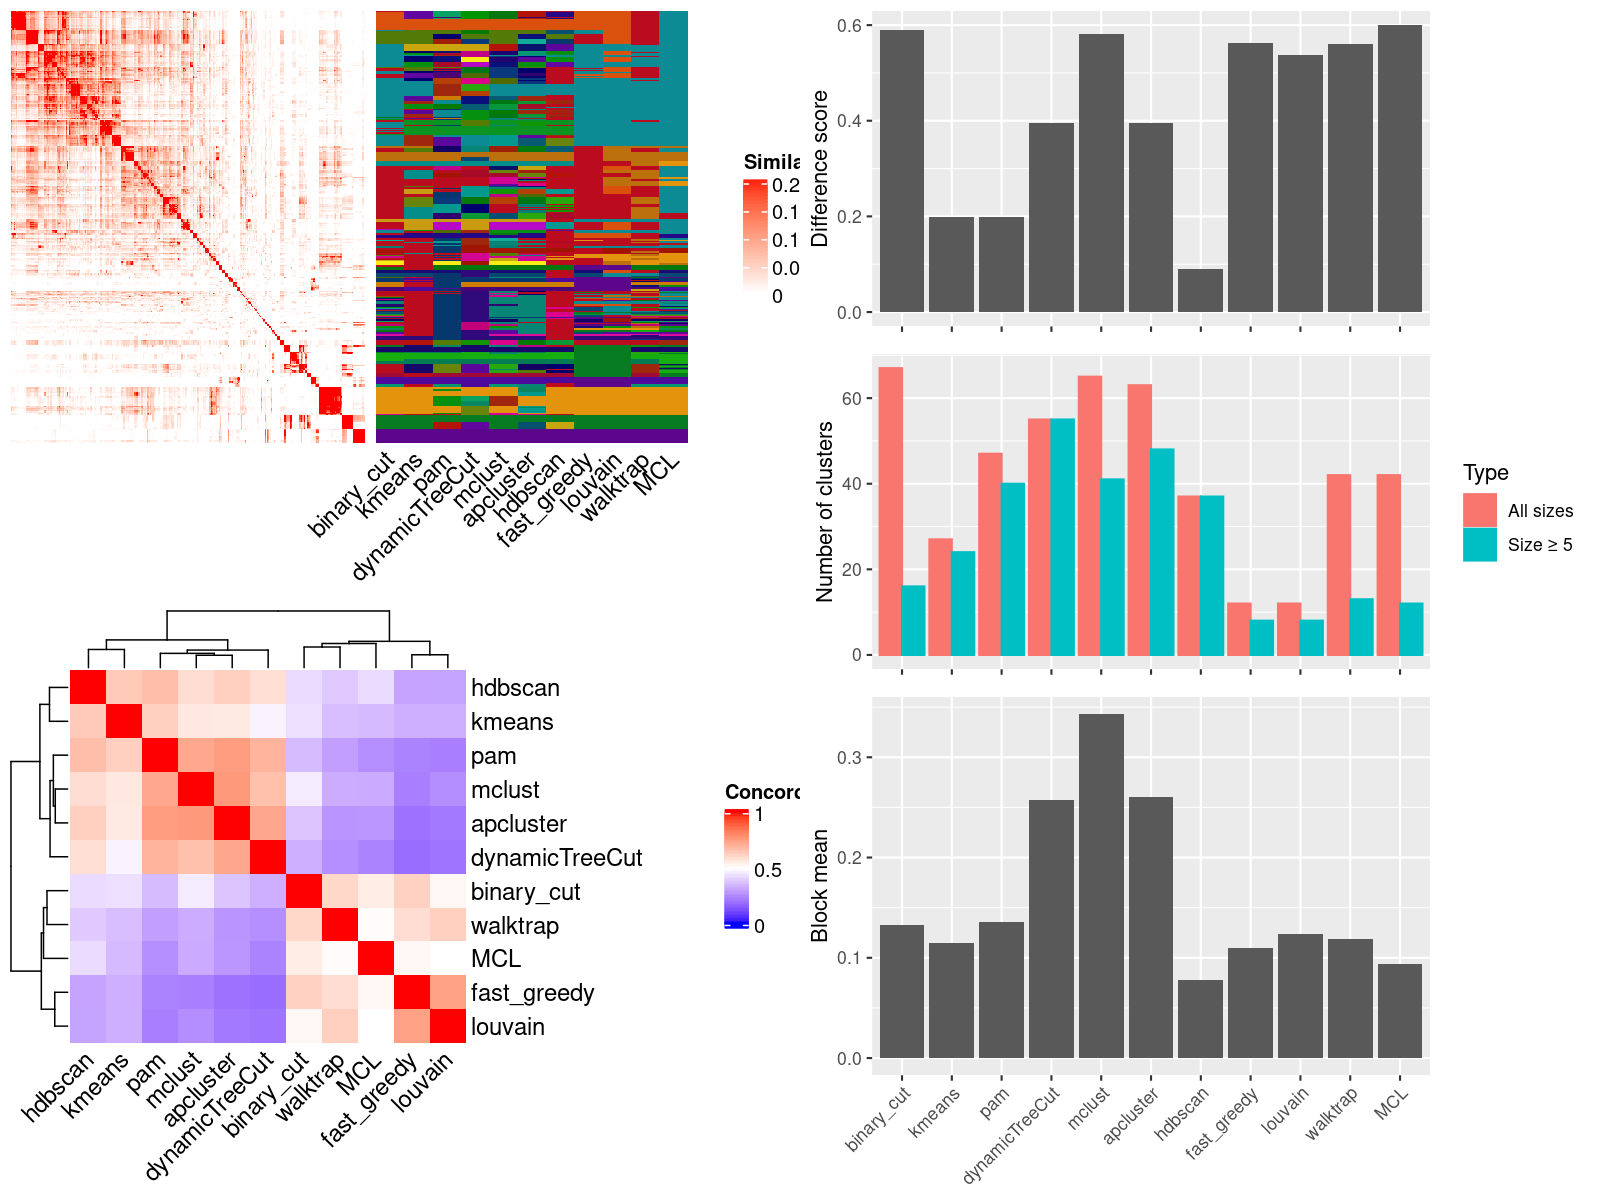 Simila
0.2
0.1
0.1
0.0
0
binary_cut
kmeans
pam
dynamicTreeCut
mclust
apcluster
hdbscan
fast_greedy
louvain
walktrap
MCL
hdbscan
kmeans
pam
mclust
apcluster
dynamicTreeCut
binary_cut
walktrap
MCL
fast_greedy
louvain
hdbscan
kmeans
pam
mclust
apcluster
dynamicTreeCut
binary_cut
walktrap
MCL
fast_greedy
louvain
Concord
1
0.5
0
Difference score
0.6
0.4
0.2
0.0
Number of clusters
60
40
20
0
Type
All sizes
Size ≥ 5
Block mean
0.3
0.2
0.1
0.0
binary_cut
kmeans
pam
dynamicTreeCut
mclust
apcluster
hdbscan
fast_greedy
louvain
walktrap
MCL